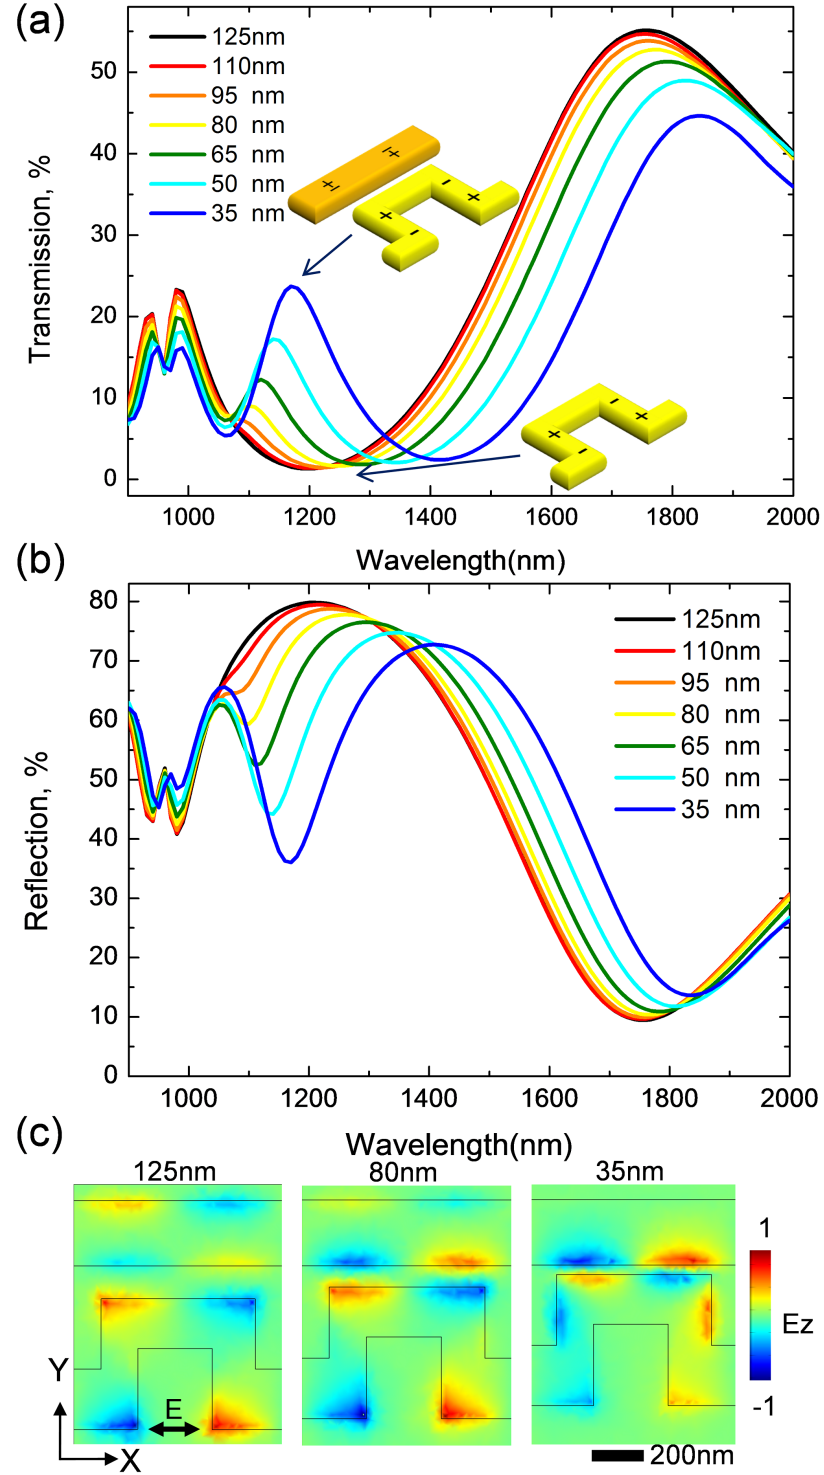 (a)
125nm
110nm
95 nm
80 nm
65 nm
50 nm
35 nm
Transmission, %
50
40
30
20
10
0
1000 1200 1400 1600 1800 2000
Wavelength(nm)
(b)
125nm
110nm
95 nm
80 nm
65 nm
50 nm
35 nm
Reflection, %
80
70
60
50
40
30
20
10
0
1000 1200 1400 1600 1800 2000
Wavelength(nm)
(c)
125nm 80nm 35nm
1
Ez
-1
Y
E
X
200nm